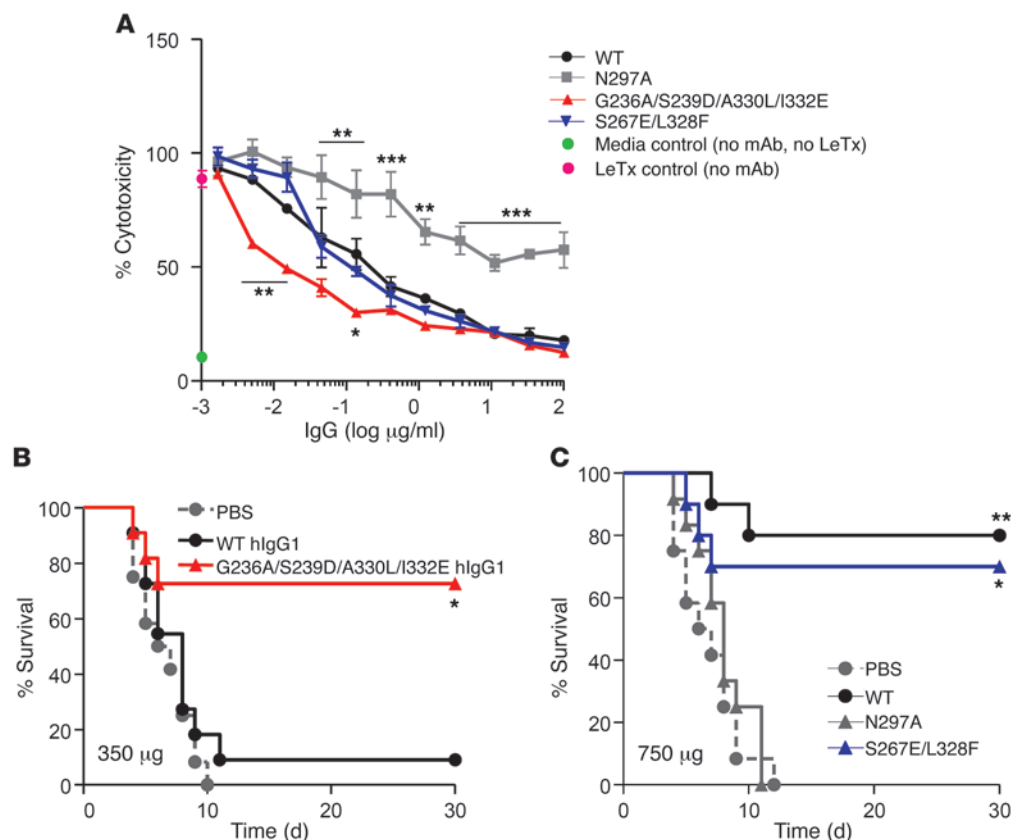 A
150
100
50
0
% Cytotoxicity
-3 -2 -1 0 1 2
IgG (log μg/ml)
** *** ** ***
** *
WT
N297A
G236A/S239D/A330L/I332E
S267E/L328F
Media control (no mAb, no LeTx)
LeTx control (no mAb)
B
100
80
60
40
20
0
% Survival
PBS
WT hIgG1
G236A/S239D/A330L/I332E hIgG1
*
350 μg
0 10 20 30
Time (d)
C
100
80
60
40
20
0
% Survival
**
*
PBS
WT
N297A
S267E/L328F
750 μg
0 10 20 30
Time (d)